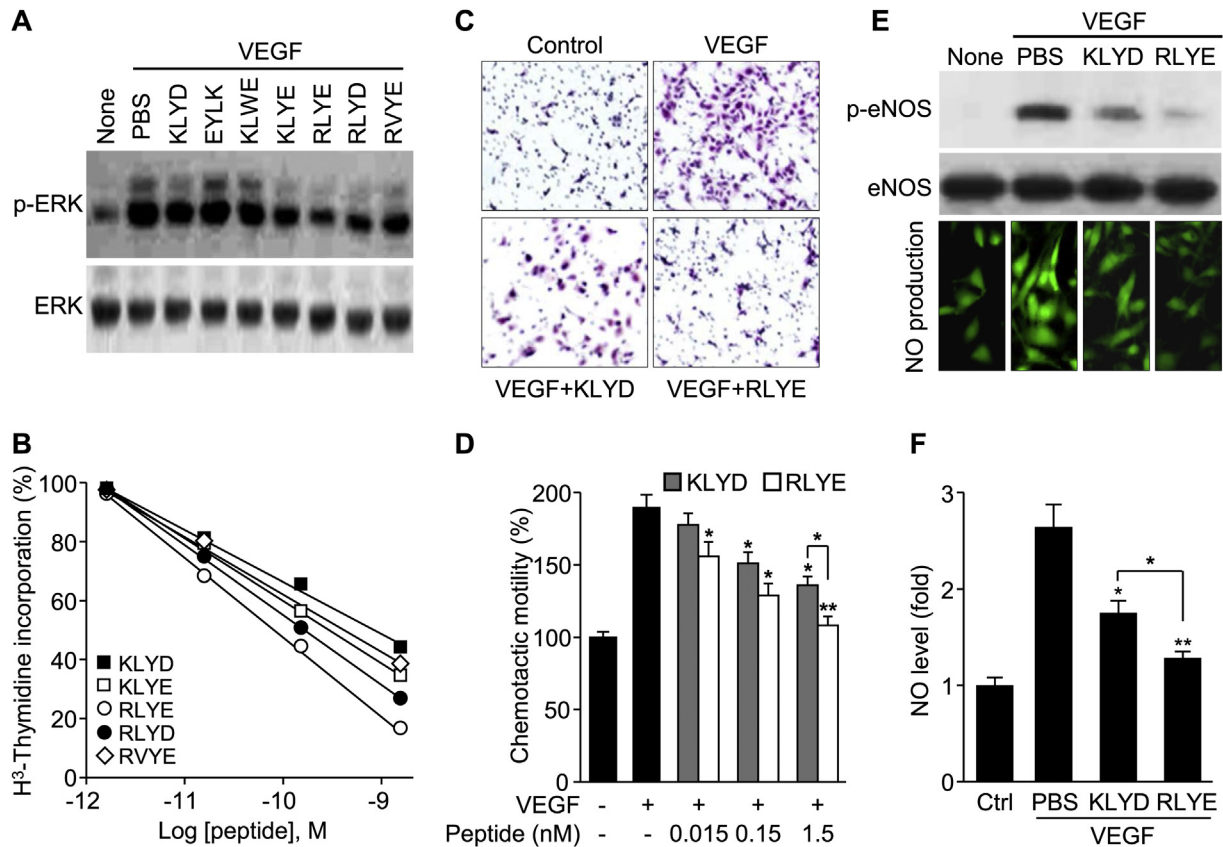 A
VEGF
None
PBS
KLYD
EYLK
KLWE
KLYE
RLYE
RLYD
RVYE
p-ERK
ERK
B
H³-Thymidine incorporation (%)
100
80
60
40
20
0
KLYD
KLYE
RLYE
RLYD
RVYE
-12 -11 -10 -9
Log [peptide], M
C
Control VEGF
VEGF+KLYD VEGF+RLYE
D
KLYD RLYE
Chemotactic motility (%)
200
150
100
50
0
* * * * * **
VEGF - + + + +
Peptide (nM) - - 0.015 0.15 1.5
E
VEGF
None PBS KLYD RLYE
p-eNOS
eNOS
NO production
F
NO level (fold)
3
2
1
0
*
*
**
Ctrl PBS KLYD RLYE
VEGF